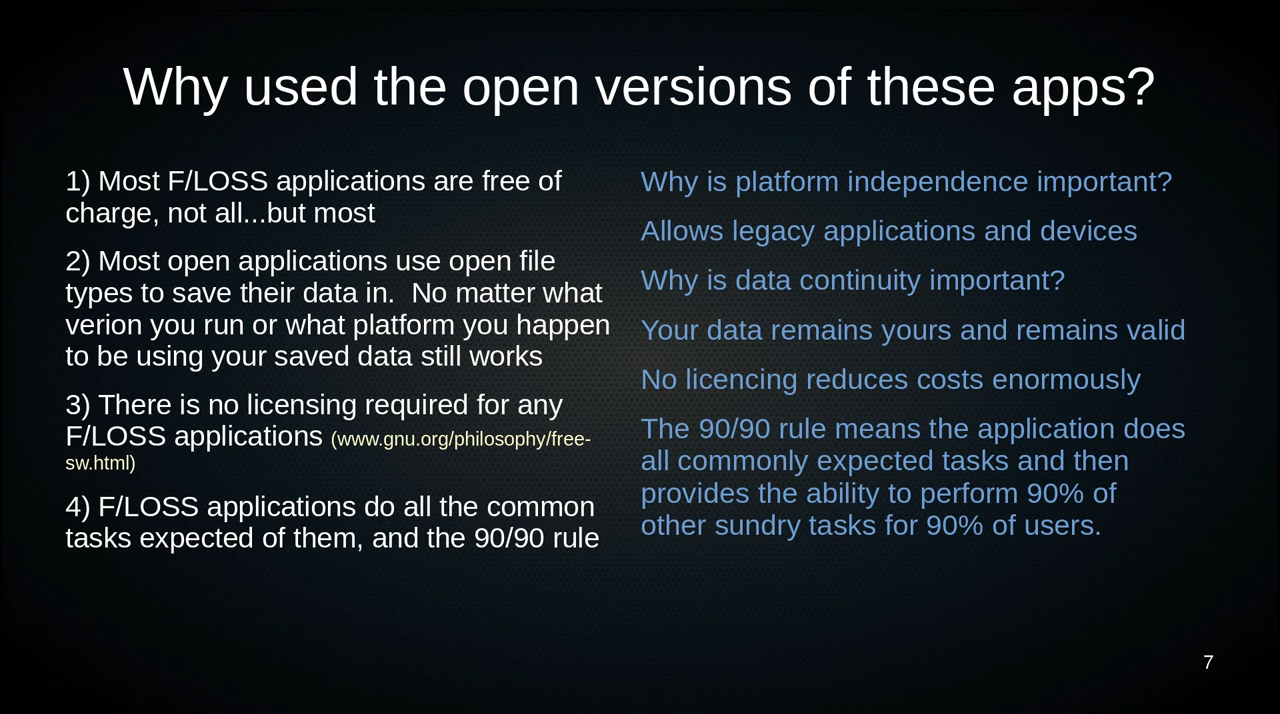 Why used the open versions of these apps?
1) Most F/LOSS applications are free of
charge, not all...but most
2) Most open applications use open file
types to save their data in.  No matter what
verion you run or what platform you happen
to be using your saved data still works
3) There is no licensing required for any
F/LOSS applications (www.gnu.org/philosophy/free-
sw.html)
4) F/LOSS applications do all the common
tasks expected of them, and the 90/90 rule
Why is platform independence important?
Allows legacy applications and devices
Why is data continuity important?
Your data remains yours and remains valid
No licencing reduces costs enormously
The 90/90 rule means the application does
all commonly expected tasks and then
provides the ability to perform 90% of
other sundry tasks for 90% of users.
7